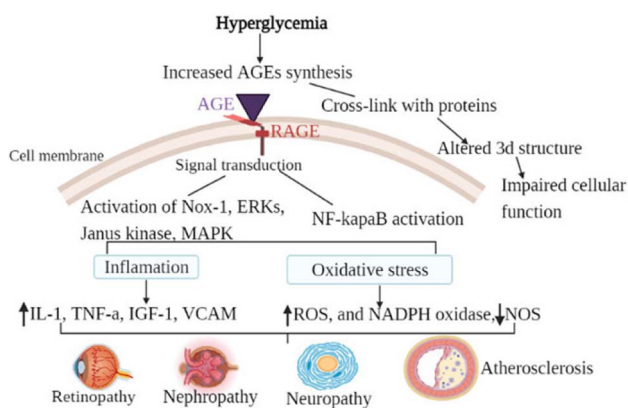 Hyperglycemia
Increased AGEs synthesis
AGE
Cross-link with proteins
RAGE
Cell membrane
Altered 3d structure
Signal transduction
Impaired cellular
function
Activation of Nox-1, ERKs,
Janus kinase, MAPK
NF-kapaB activation
Inflamation
Oxidative stress
IL-1, TNF-a, IGF-1, VCAM
ROS, and NADPH oxidase, NOS
Retinopathy
Nephropathy
Neuropathy
Atherosclerosis